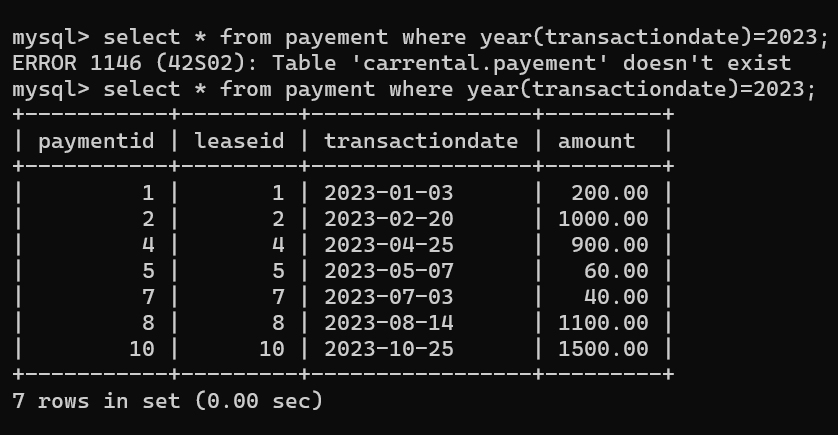 mysql> select * from payement where year(transactiondate)=2023;
ERROR 1146 (42S02): Table 'carrental.payement' doesn't exist
mysql> select * from payment where year(transactiondate)=2023;
+-----------+---------+-----------------+---------+
| paymentid | leaseid | transactiondate | amount  |
+-----------+---------+-----------------+---------+
|         1 |       1 | 2023-01-03      |  200.00 |
|         2 |       2 | 2023-02-20      | 1000.00 |
|         4 |       4 | 2023-04-25      |  900.00 |
|         5 |       5 | 2023-05-07      |   60.00 |
|         7 |       7 | 2023-07-03      |   40.00 |
|         8 |       8 | 2023-08-14      | 1100.00 |
|        10 |      10 | 2023-10-25      | 1500.00 |
+-----------+---------+-----------------+---------+
7 rows in set (0.00 sec)